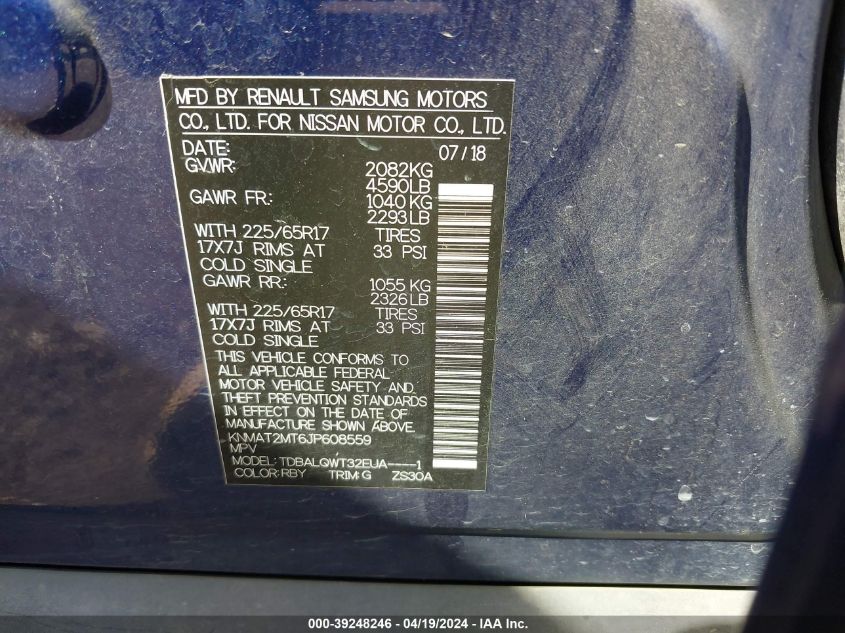 MFD BY RENAULT SAMSUNG MOTORS
CO., LTD. FOR NISSAN MOTOR CO., LTD.
DATE: 07/18
GVWR: 2082KG
4590LB
GAWR FR: 1040 KG
2293LB
WITH 225/65R17 TIRES
17X7J RIMS AT 33 PSI
COLD SINGLE
GAWR RR: 1055 KG
2326LB
WITH 225/65R17 TIRES
17X7J RIMS AT 33 PSI
COLD SINGLE
THIS VEHICLE CONFORMS TO
ALL APPLICABLE FEDERAL
MOTOR VEHICLE SAFETY AND
THEFT PREVENTION STANDARDS
IN EFFECT ON THE DATE OF
MANUFACTURE SHOWN ABOVE.
KNMAT2MT6JP608559
MPV
MODEL: TDBALQWT32EUA----1
COLOR:RBY TRIM:G ZS30A
000-39248246 - 04/19/2024 - © IAA Inc.